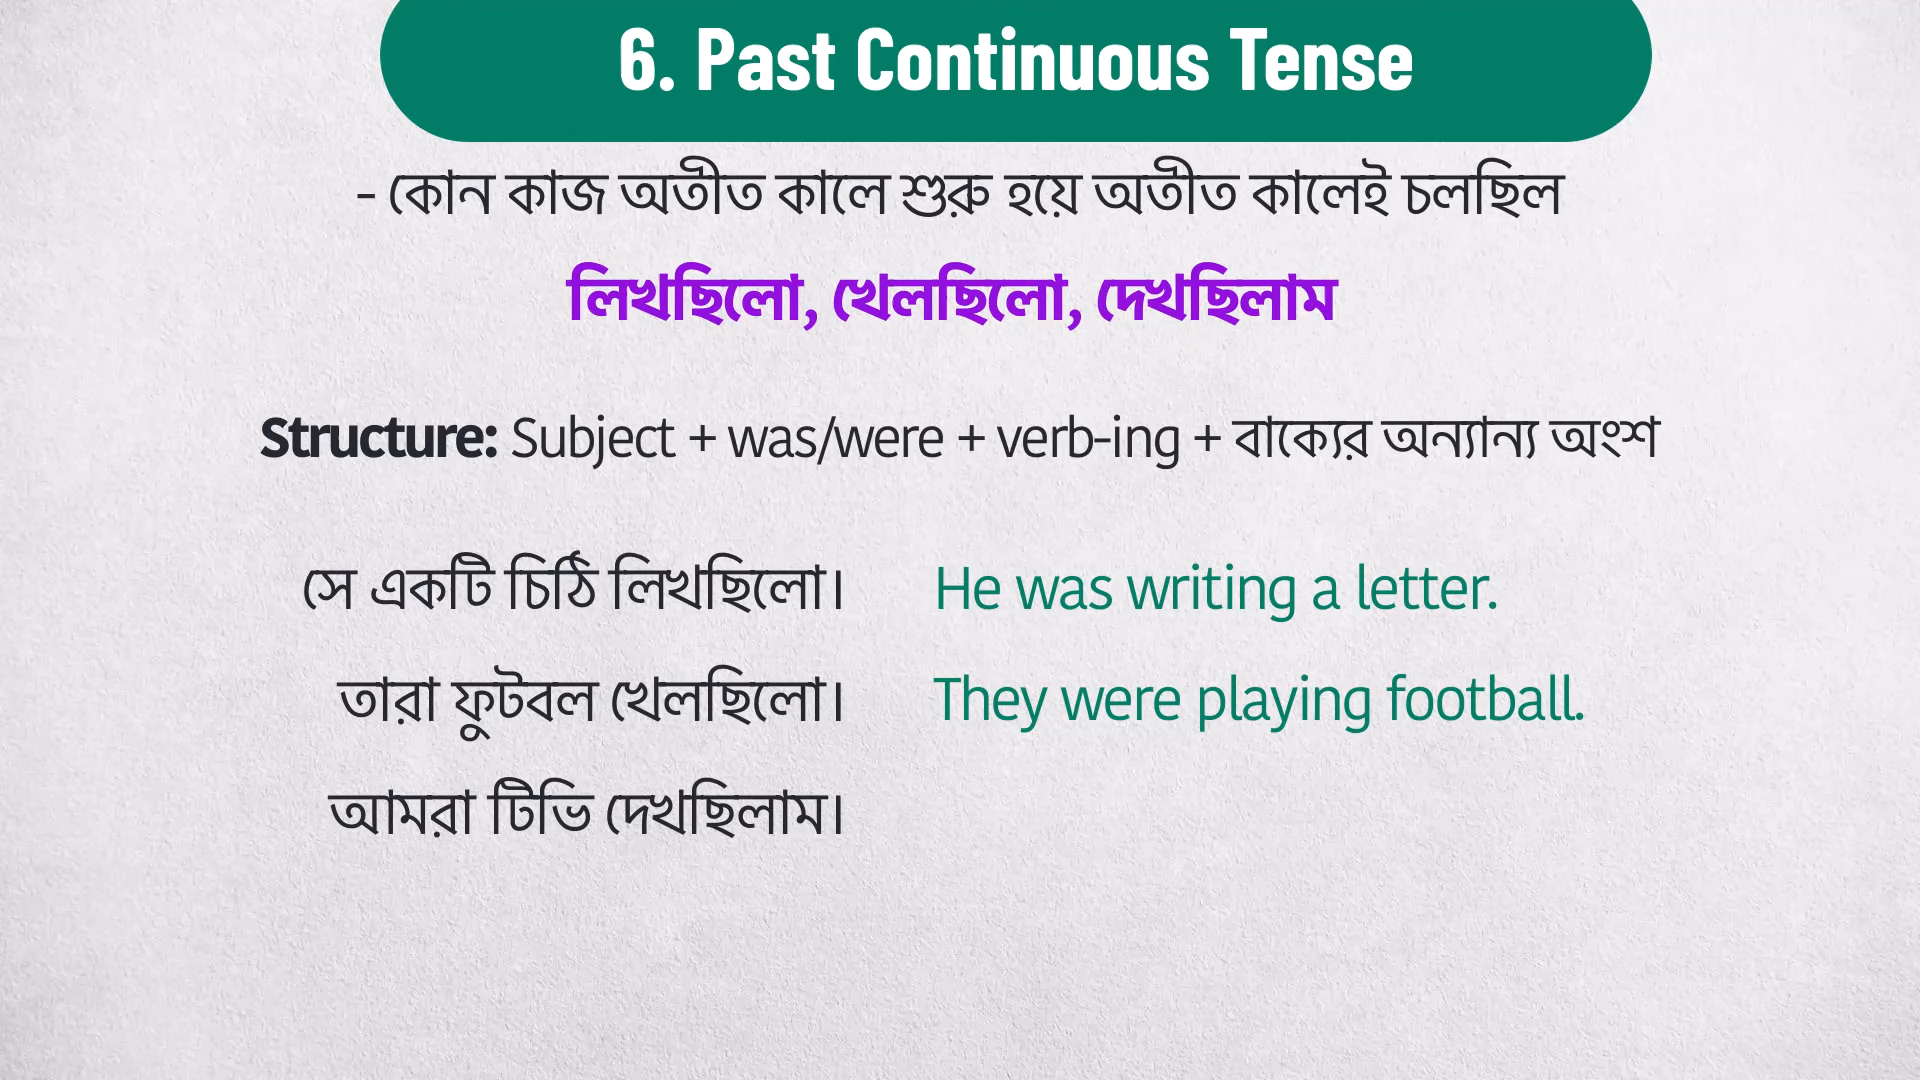 6. Past Continuous Tense
- কোন কাজ অতীত কালে শুরু হয়ে অতীত কালেই চলছিল
লিখছিলো, খেলছিলো, দেখছিলাম
Structure: Subject + was/were + verb-ing + বাক্যের অন্যান্য অংশ
সে একটি চিঠি লিখছিলো। He was writing a letter.
তারা ফুটবল খেলছিলো। They were playing football.
আমরা টিভি দেখছিলাম।